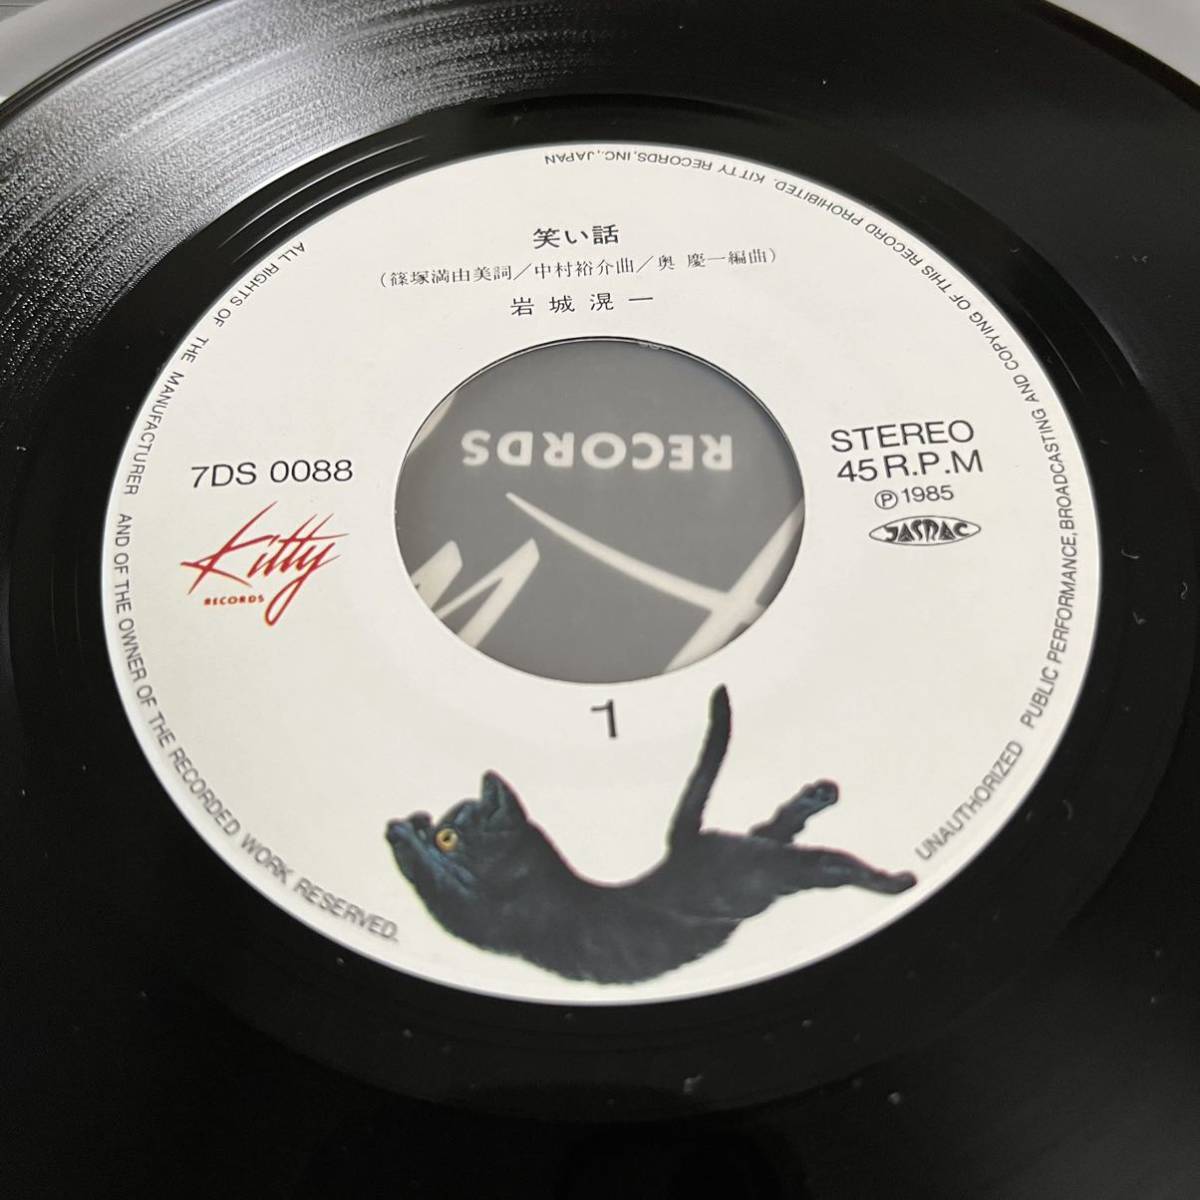 笑い話
(篠塚満由美詞/中村裕介曲/奥 慶一編曲)
岩城滉一
RECORDS
7DS 0088
Kitty
RECORDS
STEREO
45 R.P.M
Ⓟ1985
JASRAC
1
ALL RIGHTS OF THE MANUFACTURER AND OF THE OWNER OF THE RECORDED WORK RESERVED.
UNAUTHORIZED PUBLIC PERFORMANCE, BROADCASTING AND COPYING OF THIS RECORD PROHIBITED. KITTY RECORDS, INC., JAPAN